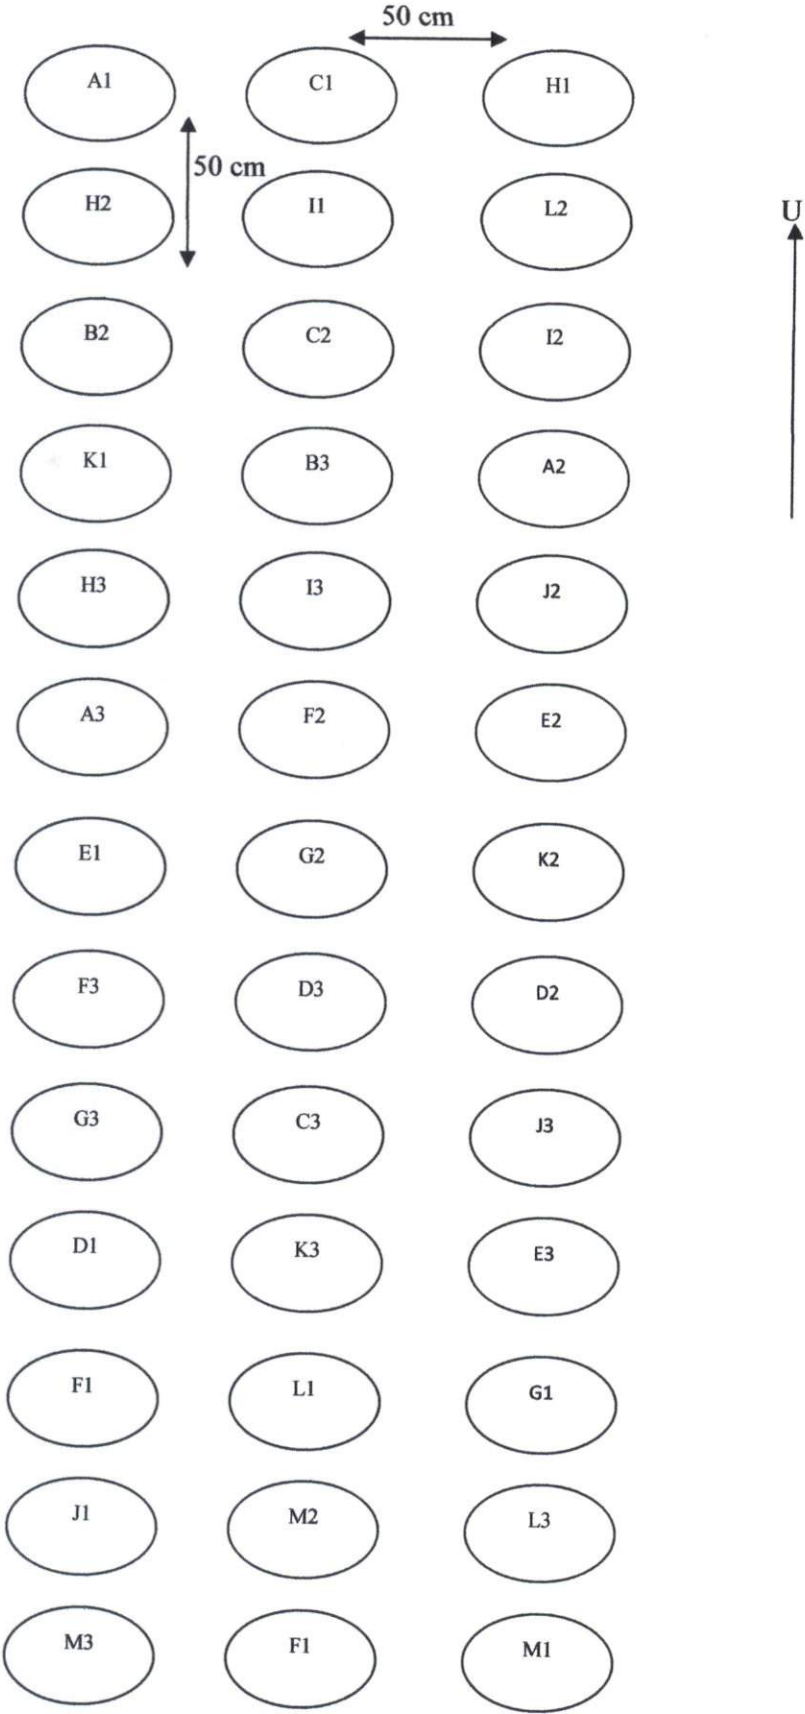 50 cm
A1 C1 H1
50 cm
H2 I1 L2
U
B2 C2 I2
K1 B3 A2
H3 I3 J2
A3 F2 E2
E1 G2 K2
F3 D3 D2
G3 C3 J3
D1 K3 E3
F1 L1 G1
J1 M2 L3
M3 F1 M1